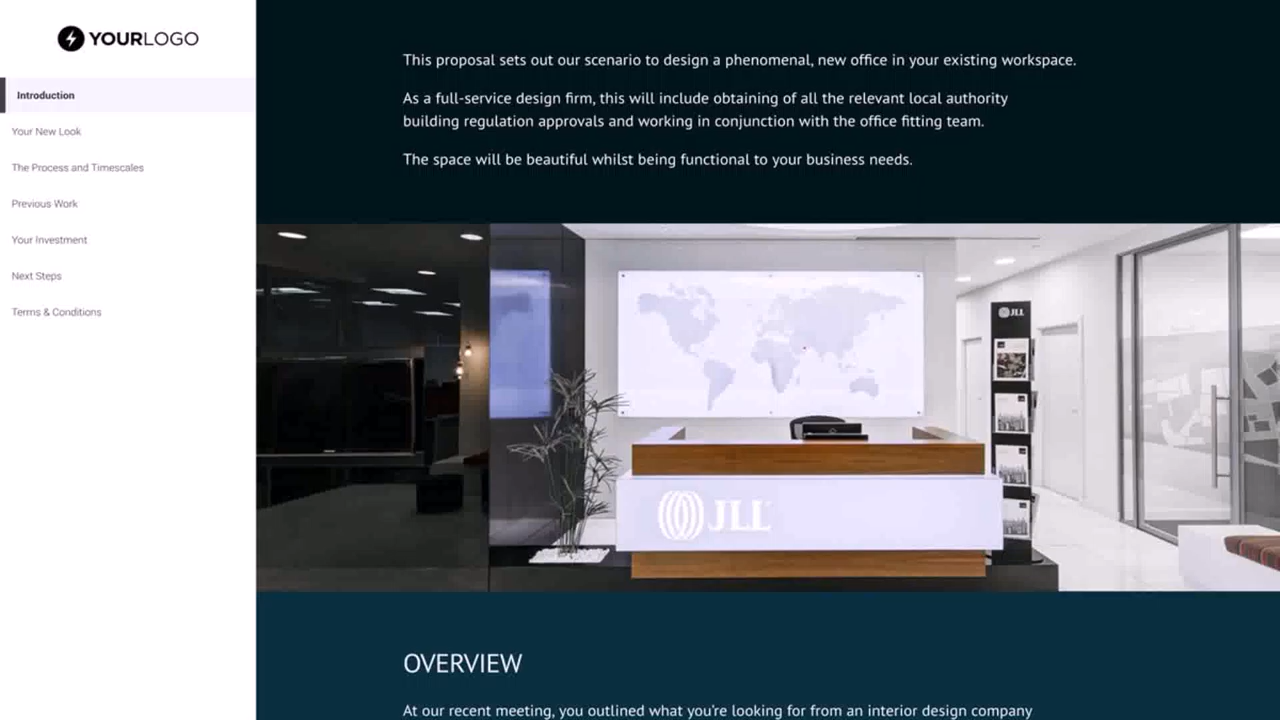 YOURLOGO
Introduction
Your New Look
The Process and Timescales
Previous Work
Your Investment
Next Steps
Terms & Conditions
This proposal sets out our scenario to design a phenomenal, new office in your existing workspace.
As a full-service design firm, this will include obtaining of all the relevant local authority
building regulation approvals and working in conjunction with the office fitting team.
The space will be beautiful whilst being functional to your business needs.
JLL
JLL
OVERVIEW
At our recent meeting, you outlined what you're looking for from an interior design company